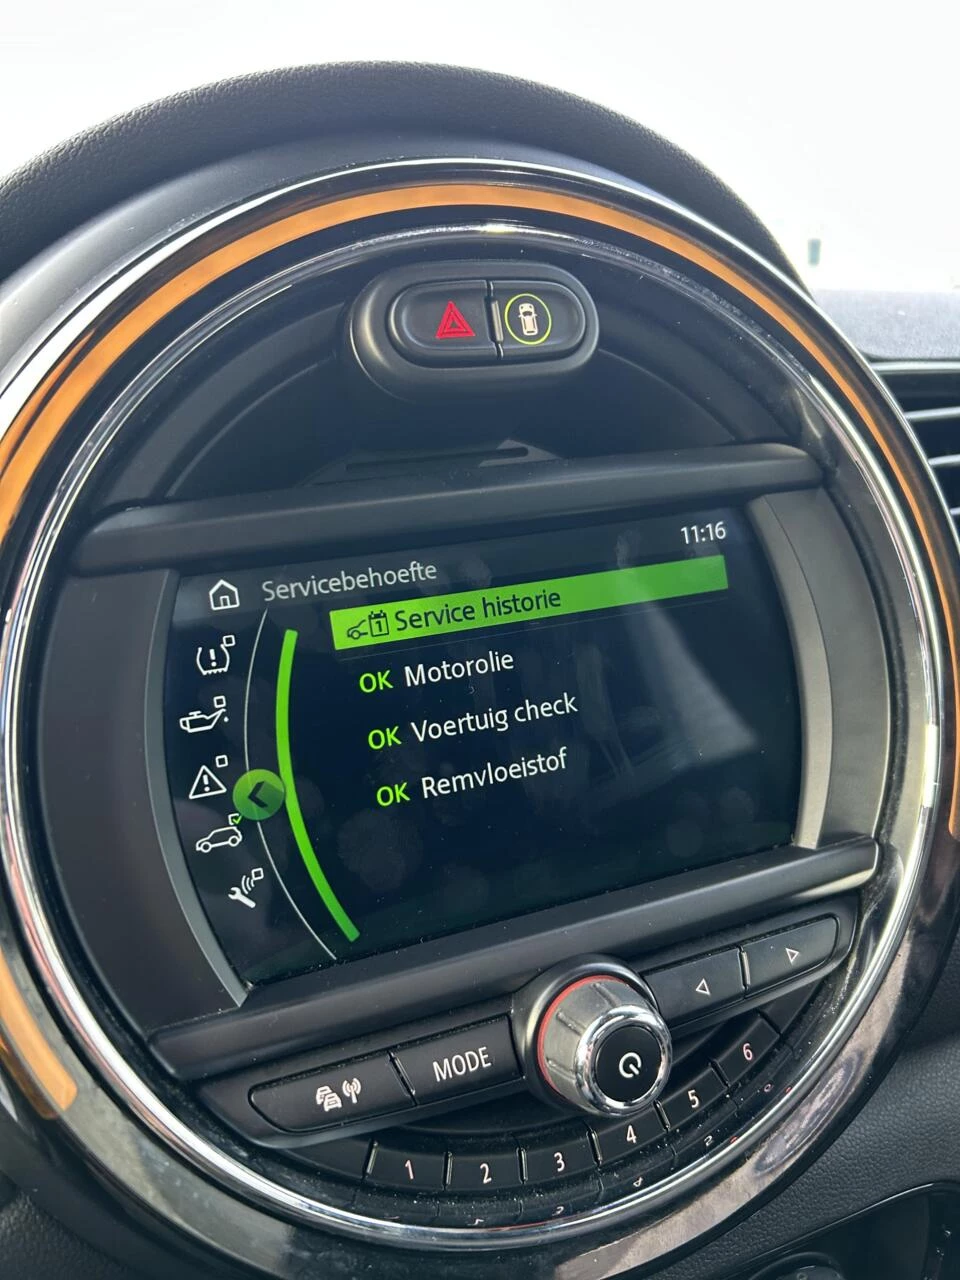 11:16
Servicebehoefte
1 Service historie
OK Motorolie
OK Voertuig check
OK Remvloeistof
MODE
1 2 3 4 5 6